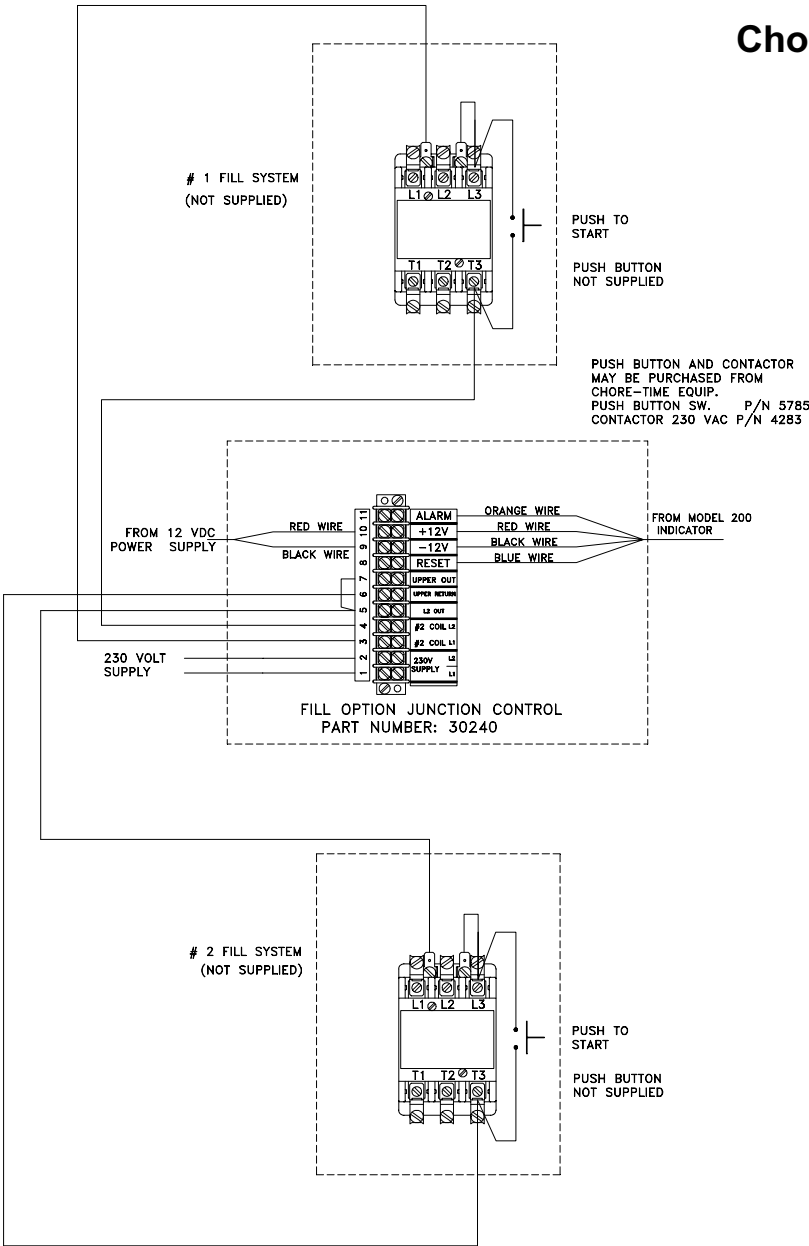 Cho
# 1 FILL SYSTEM
(NOT SUPPLIED)
L1 L2 L3
T1 T2 T3
PUSH TO
START
PUSH BUTTON
NOT SUPPLIED
PUSH BUTTON AND CONTACTOR
MAY BE PURCHASED FROM
CHORE-TIME EQUIP.
PUSH BUTTON SW. P/N 5785
CONTACTOR 230 VAC P/N 4283
FROM 12 VDC
POWER SUPPLY
RED WIRE
BLACK WIRE
11 ALARM ORANGE WIRE
10 +12V RED WIRE
9 -12V BLACK WIRE
8 RESET BLUE WIRE
7 UPPER OUT
6 UPPER RETURN
5 L2 OUT
4 #2 COIL L2
3 #2 COIL L1
2 230V L2
1 SUPPLY L1
FROM MODEL 200
INDICATOR
230 VOLT
SUPPLY
FILL OPTION JUNCTION CONTROL
PART NUMBER: 30240
# 2 FILL SYSTEM
(NOT SUPPLIED)
L1 L2 L3
T1 T2 T3
PUSH TO
START
PUSH BUTTON
NOT SUPPLIED